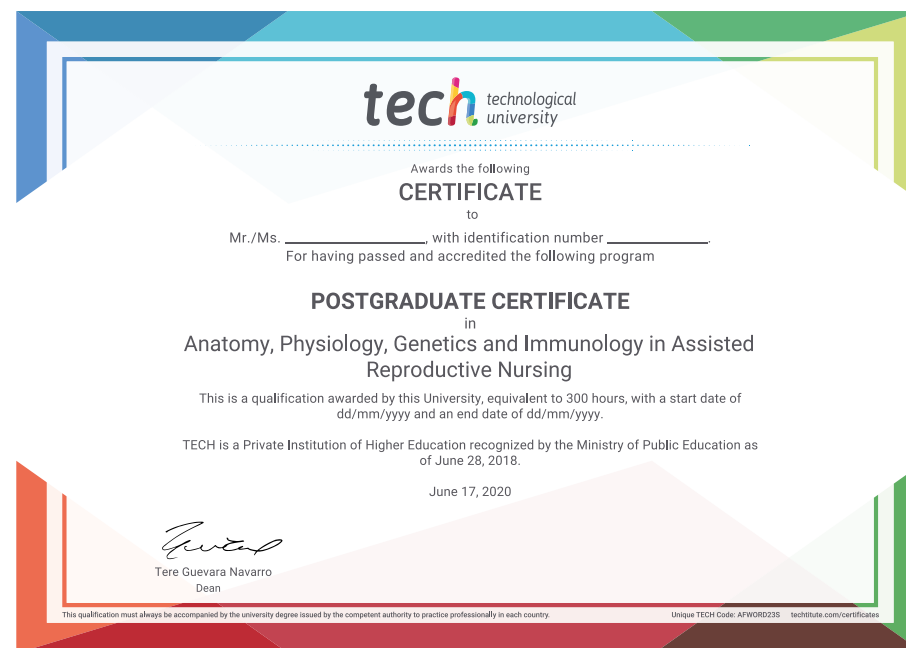 tech technological
university
Awards the following
CERTIFICATE
to
Mr./Ms. ____________________, with identification number ______________.
For having passed and accredited the following program
POSTGRADUATE CERTIFICATE
in
Anatomy, Physiology, Genetics and Immunology in Assisted
Reproductive Nursing
This is a qualification awarded by this University, equivalent to 300 hours, with a start date of
dd/mm/yyyy and an end date of dd/mm/yyyy.
TECH is a Private Institution of Higher Education recognized by the Ministry of Public Education as
of June 28, 2018.
June 17, 2020
Tere Guevara Navarro
Dean
This qualification must always be accompanied by the university degree issued by the competent authority to practice professionally in each country. Unique TECH Code: AFWORD23S techtitute.com/certificates